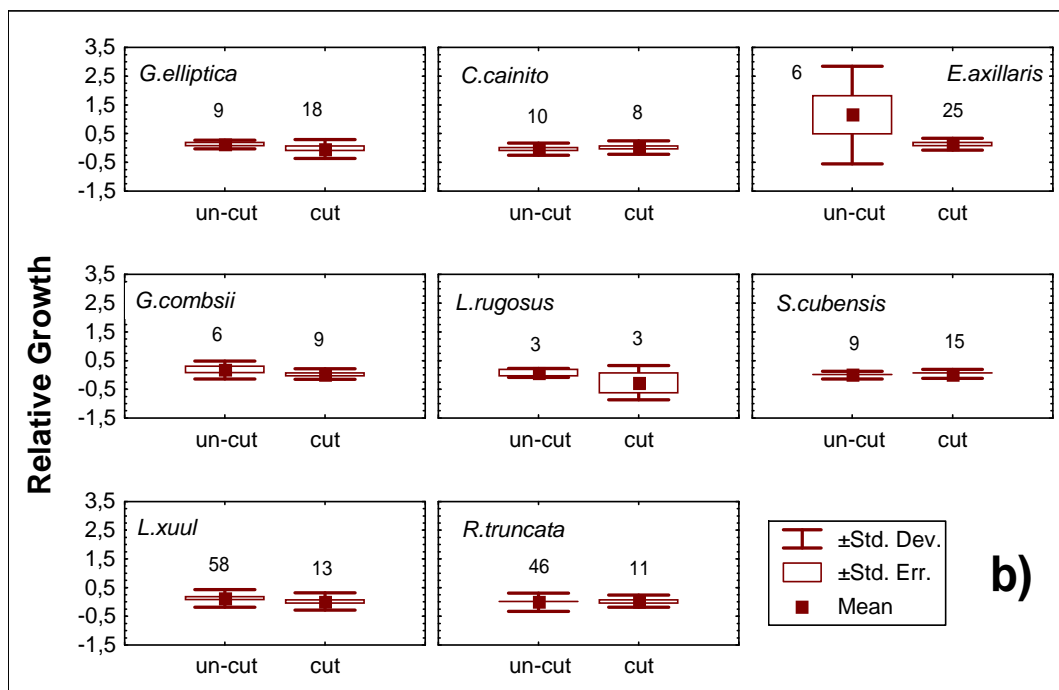 Relative Growth
3,5
2,5
1,5
0,5
-0,5
-1,5
G.elliptica
9 18
un-cut cut
C.cainito
10 8
un-cut cut
E.axillaris
6 25
un-cut cut
3,5
2,5
1,5
0,5
-0,5
-1,5
G.combsii
6 9
un-cut cut
L.rugosus
3 3
un-cut cut
S.cubensis
9 15
un-cut cut
3,5
2,5
1,5
0,5
-0,5
-1,5
L.xuul
58 13
un-cut cut
R.truncata
46 11
un-cut cut
±Std. Dev.
±Std. Err.
Mean
b)